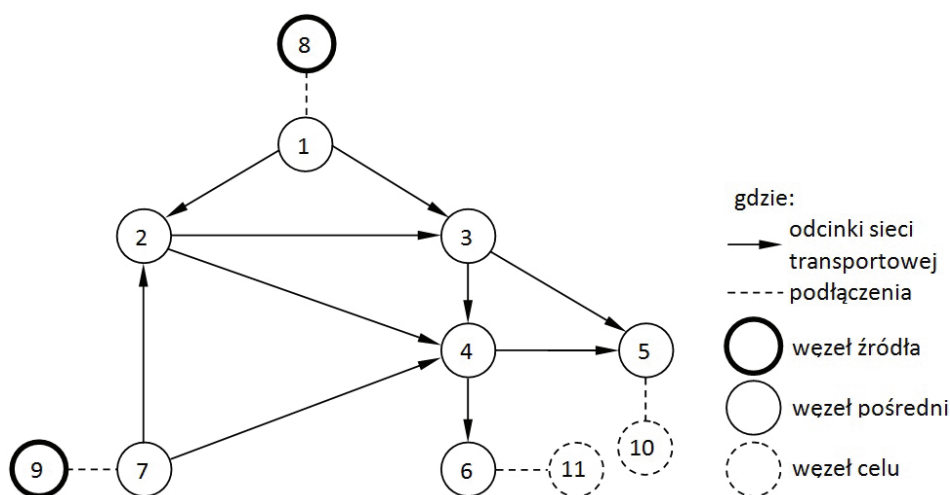 8
1
gdzie:
2
3
odcinki sieci
transportowej
podłączenia
4
5
węzeł źródła
węzeł pośredni
10
9
7
6
11
węzeł celu